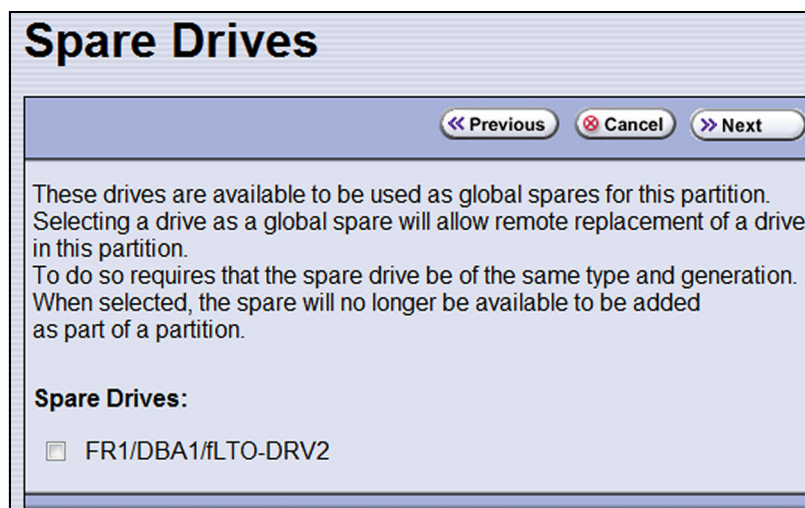 Spare Drives
Previous Cancel Next
These drives are available to be used as global spares for this partition.
Selecting a drive as a global spare will allow remote replacement of a drive
in this partition.
To do so requires that the spare drive be of the same type and generation.
When selected, the spare will no longer be available to be added
as part of a partition.
Spare Drives:
FR1/DBA1/fLTO-DRV2